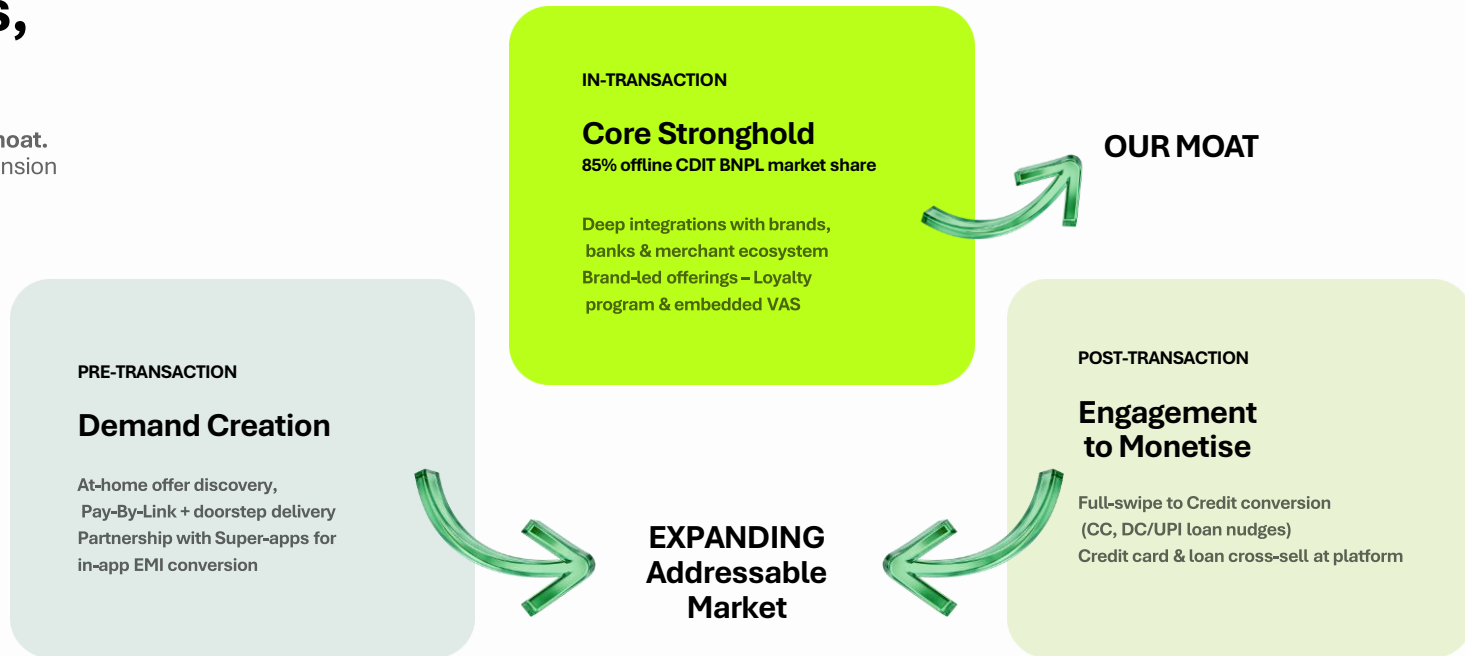 s,
moat.
nsion
IN-TRANSACTION
Core Stronghold
85% offline CDIT BNPL market share
Deep integrations with brands,
banks & merchant ecosystem
Brand-led offerings – Loyalty
program & embedded VAS
OUR MOAT
PRE-TRANSACTION
Demand Creation
At-home offer discovery,
Pay-By-Link + doorstep delivery
Partnership with Super-apps for
in-app EMI conversion
EXPANDING
Addressable
Market
POST-TRANSACTION
Engagement
to Monetise
Full-swipe to Credit conversion
(CC, DC/UPI loan nudges)
Credit card & loan cross-sell at platform